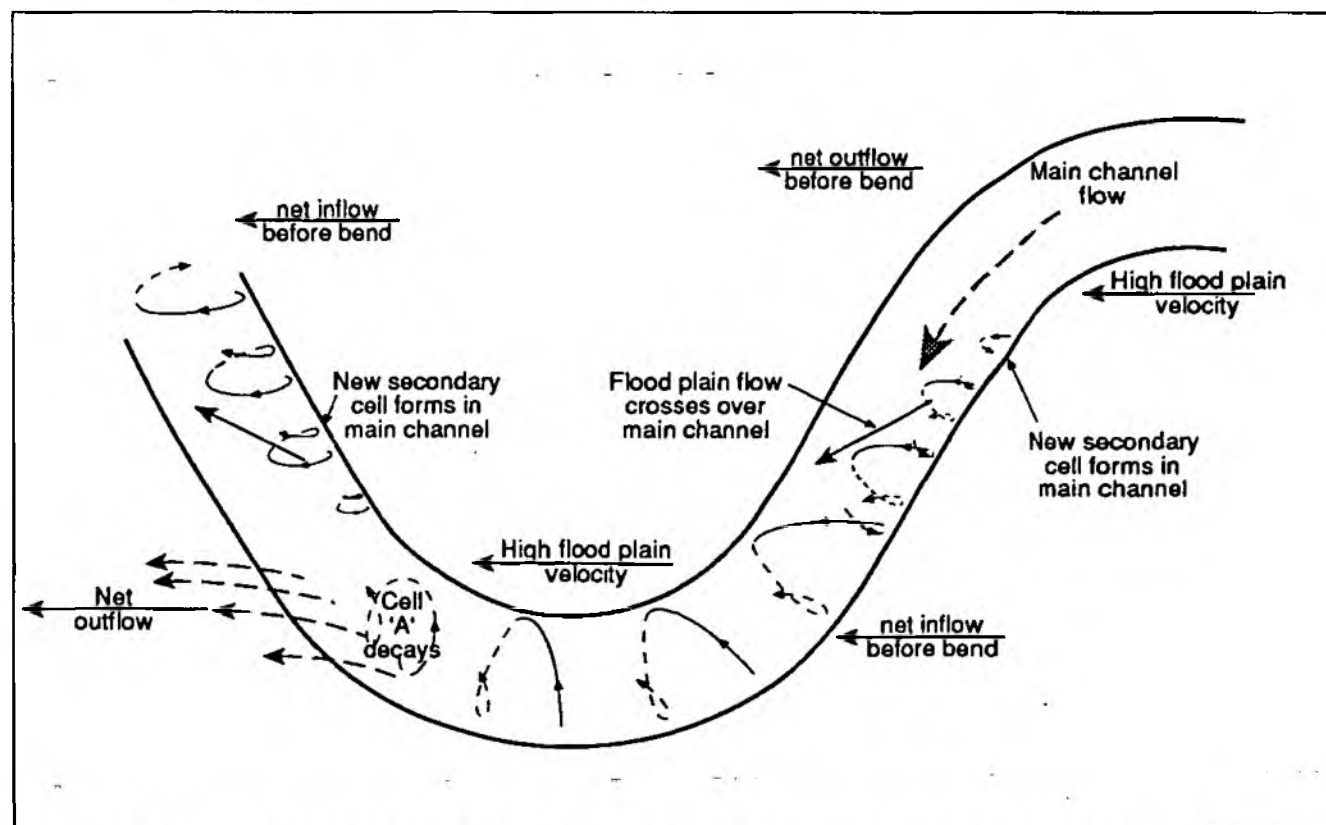 net outflow
before bend
Main channel
flow
net inflow
before bend
High flood plain
velocity
New secondary
cell forms in
main channel
Flood plain flow
crosses over
main channel
New secondary
cell forms in
main channel
High flood plain
velocity
Net
outflow
Cell
'A'
decays
net inflow
before bend